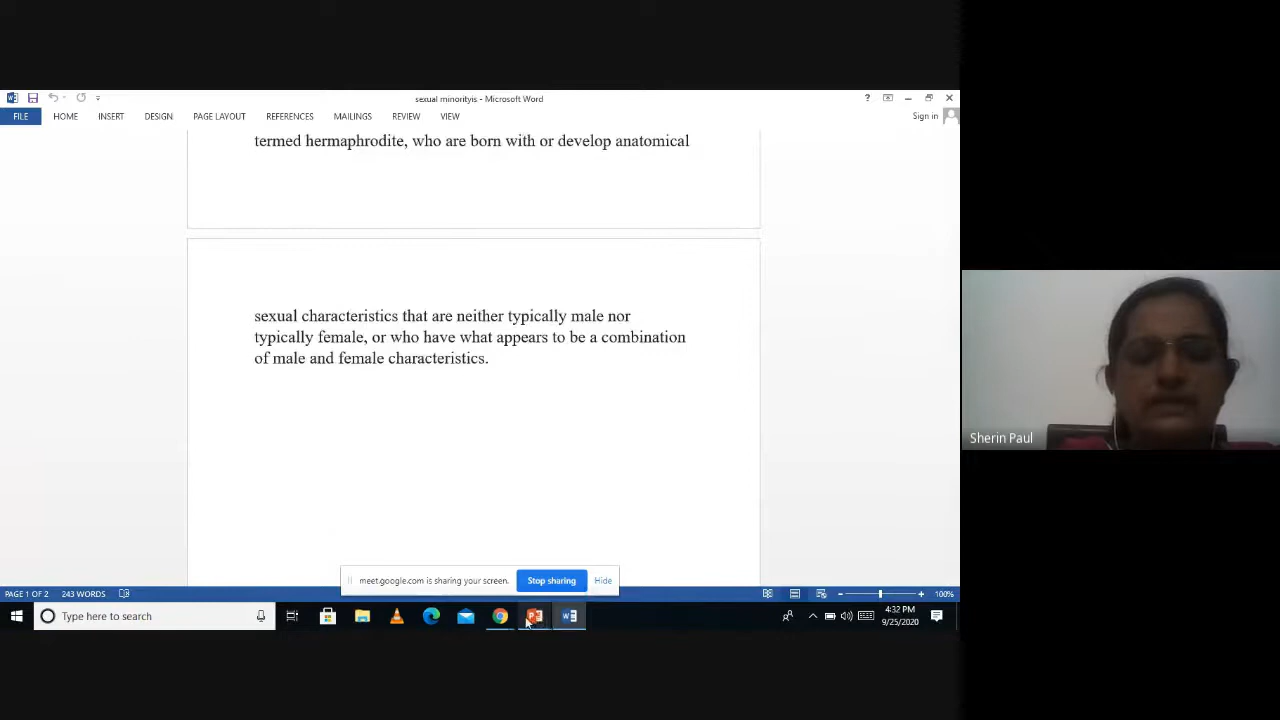 sexual minorityis - Microsoft Word
?
FILE HOME INSERT DESIGN PAGE LAYOUT REFERENCES MAILINGS REVIEW VIEW Sign in
termed hermaphrodite, who are born with or develop anatomical
sexual characteristics that are neither typically male nor
typically female, or who have what appears to be a combination
of male and female characteristics.
Sherin Paul
meet.google.com is sharing your screen. Stop sharing Hide
PAGE 1 OF 2 243 WORDS 100%
Type here to search
4:32 PM
9/25/2020